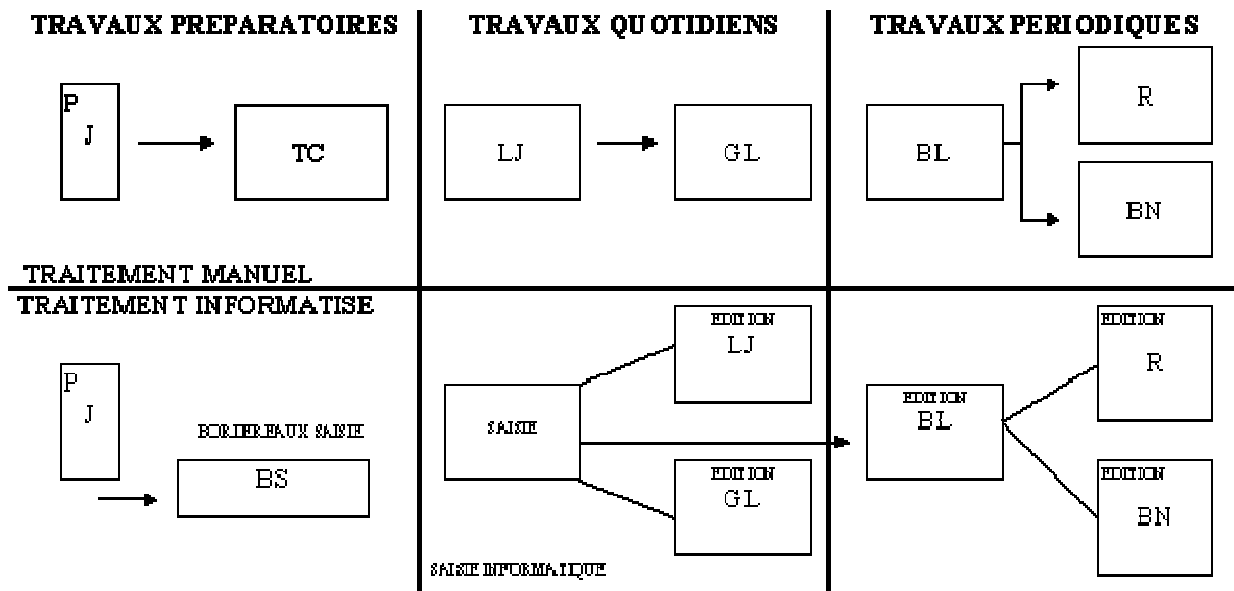 TRAVAUX PREPARATOIRES
TRAVAUX QUOTIDIENS
TRAVAUX PERIODIQUES
P
J
TC
LJ
GL
BL
R
BN
TRAITEMENT MANUEL
TRAITEMENT INFORMATISE
P
J
BORDEREAUX SAISIE
BS
SAISIE
EDITION
LJ
EDITION
GL
SAISIE INFORMATIQUE
EDITION
BL
EDITION
R
EDITION
BN